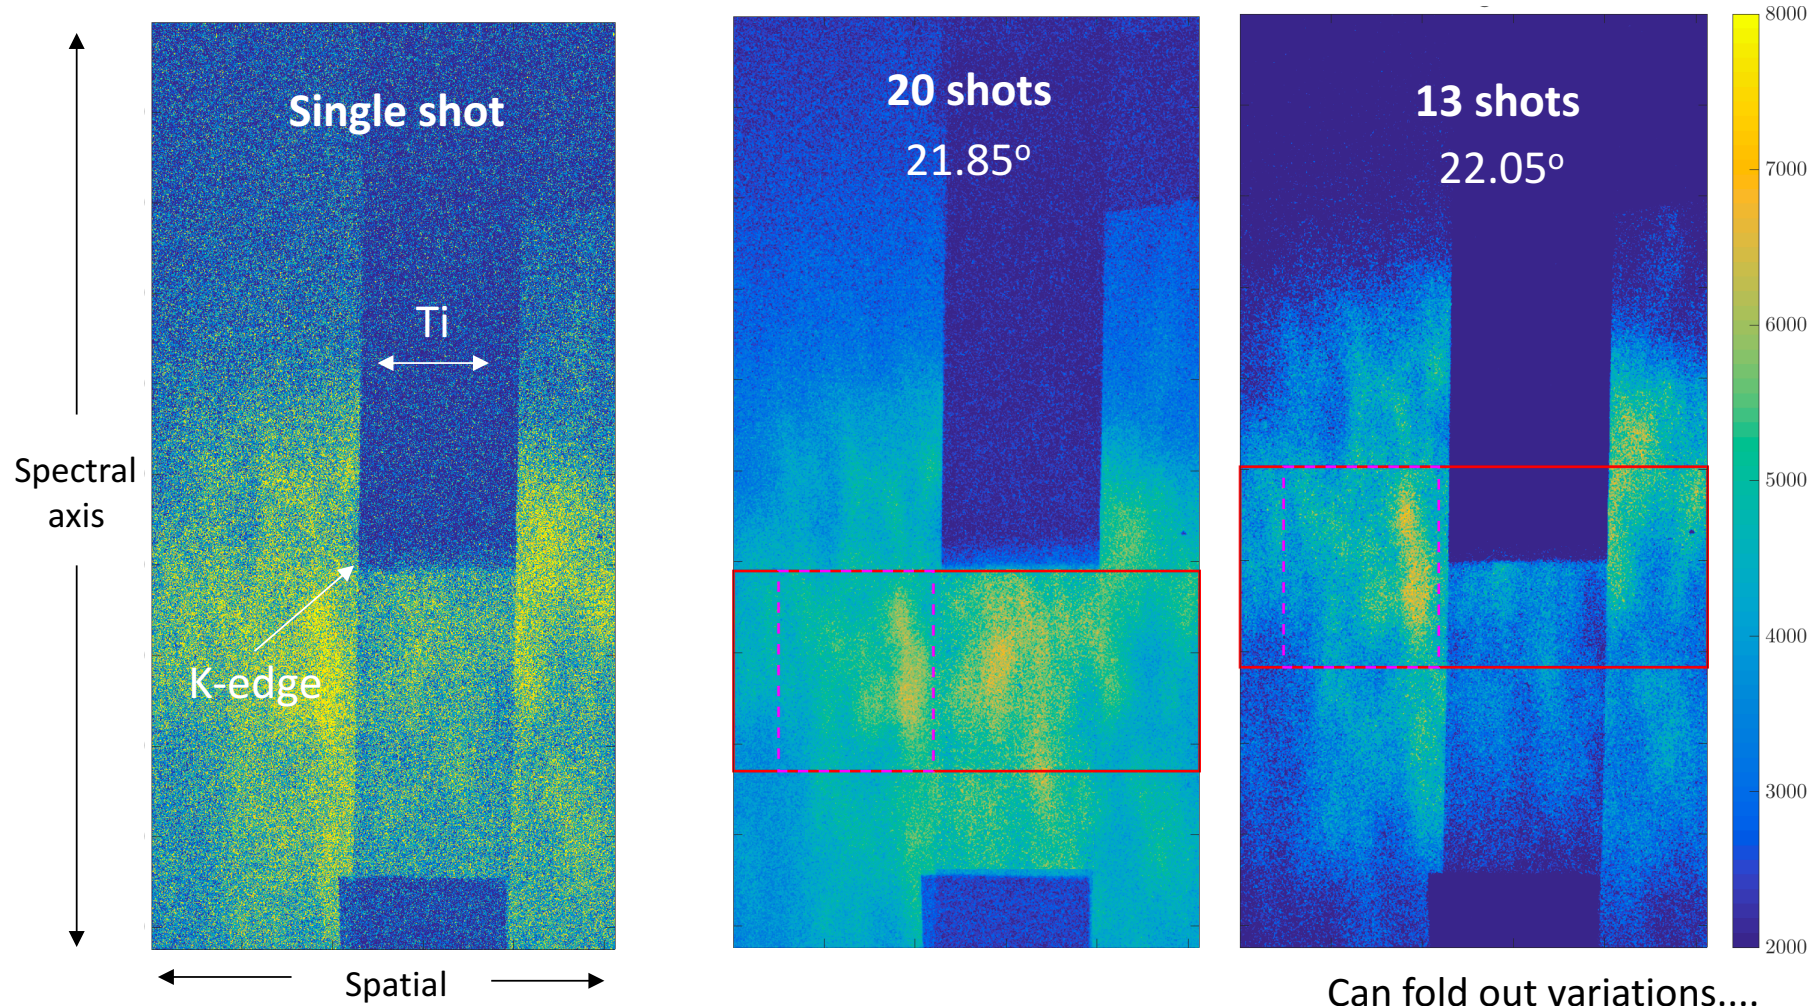 Single shot
20 shots
21.85°
13 shots
22.05°
Ti
K-edge
Spectral
axis
Spatial
8000
7000
6000
5000
4000
3000
2000
Can fold out variations....